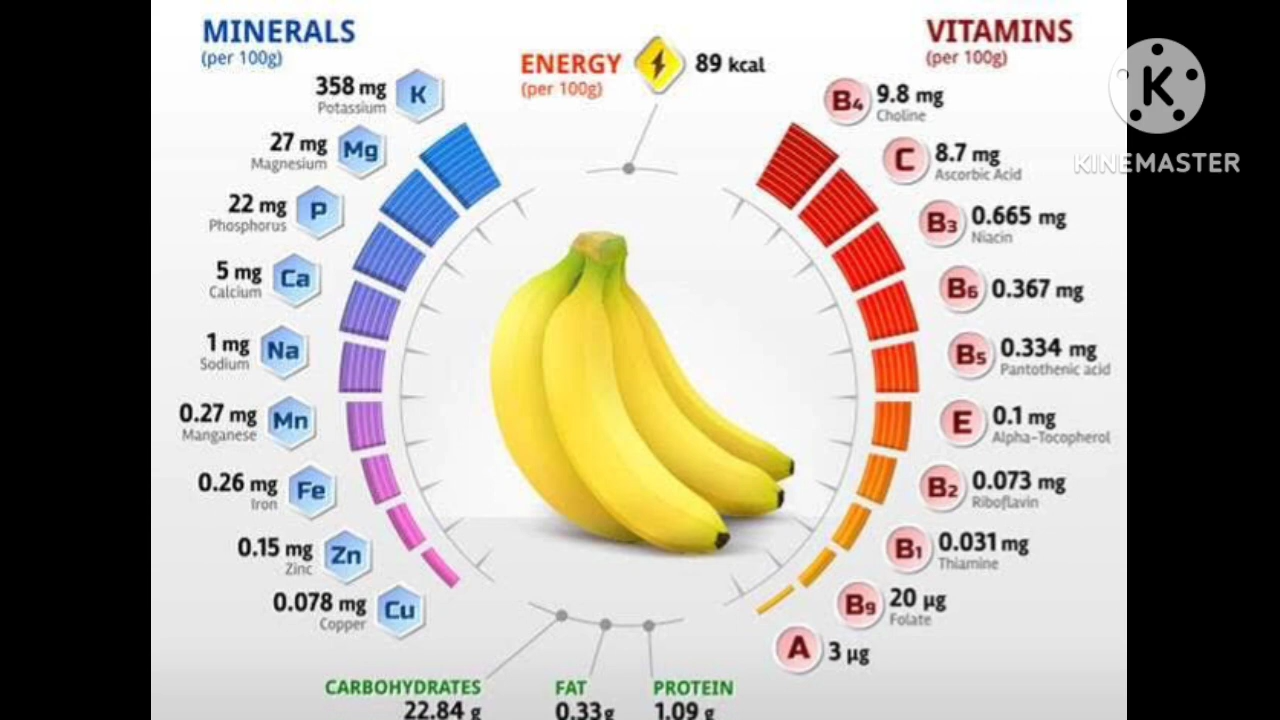 MINERALS
(per 100g)
358 mg
Potassium
K
27 mg
Magnesium
Mg
22 mg
Phosphorus
P
5 mg
Calcium
Ca
1 mg
Sodium
Na
0.27 mg
Manganese
Mn
0.26 mg
Iron
Fe
0.15 mg
Zinc
Zn
0.078 mg
Copper
Cu
ENERGY
(per 100g)
89 kcal
VITAMINS
(per 100g)
B4
9.8 mg
Choline
C
8.7 mg
Ascorbic Acid
B3
0.665 mg
Niacin
B6
0.367 mg
B5
0.334 mg
Pantothenic acid
E
0.1 mg
Alpha-Tocopherol
B2
0.073 mg
Riboflavin
B1
0.031 mg
Thiamine
B9
20 µg
Folate
A
3 µg
CARBOHYDRATES
22.84 g
FAT
0.33 g
PROTEIN
1.09 g
K
KINEMASTER